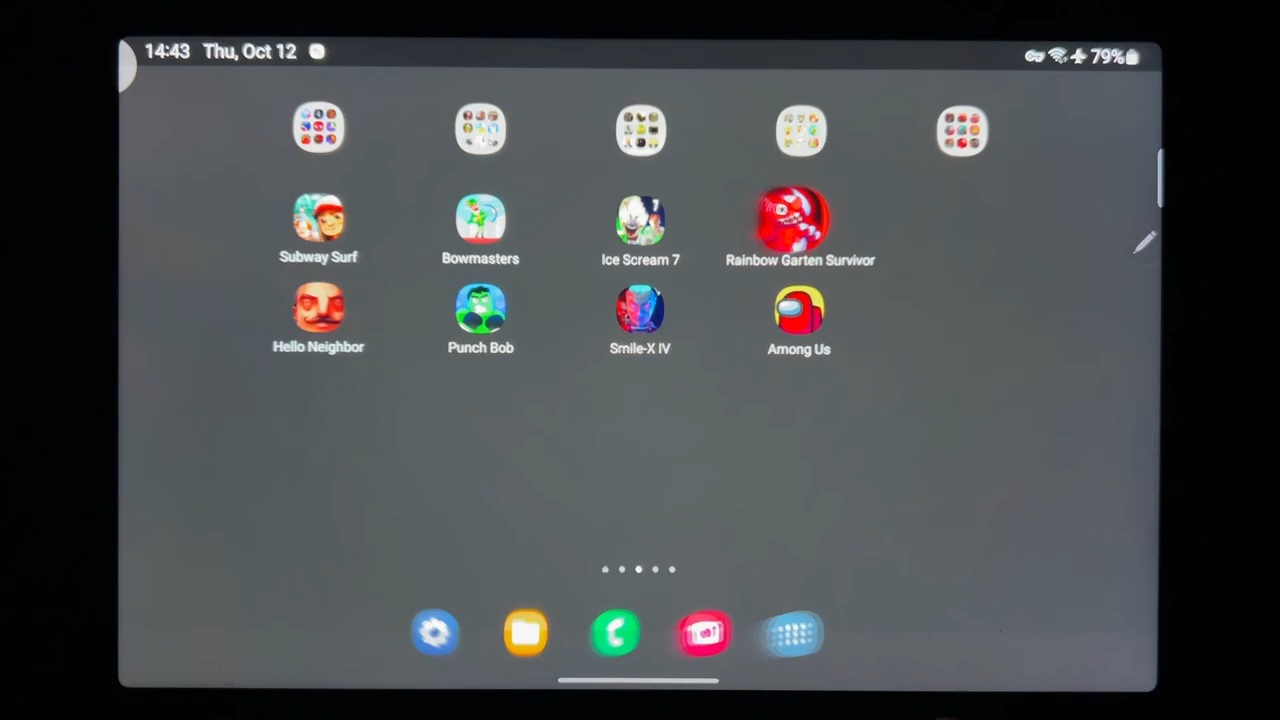 14:43 Thu, Oct 12 79%
Subway Surf Bowmasters Ice Scream 7 Rainbow Garten Survivor
Hello Neighbor Punch Bob Smile-X IV Among Us